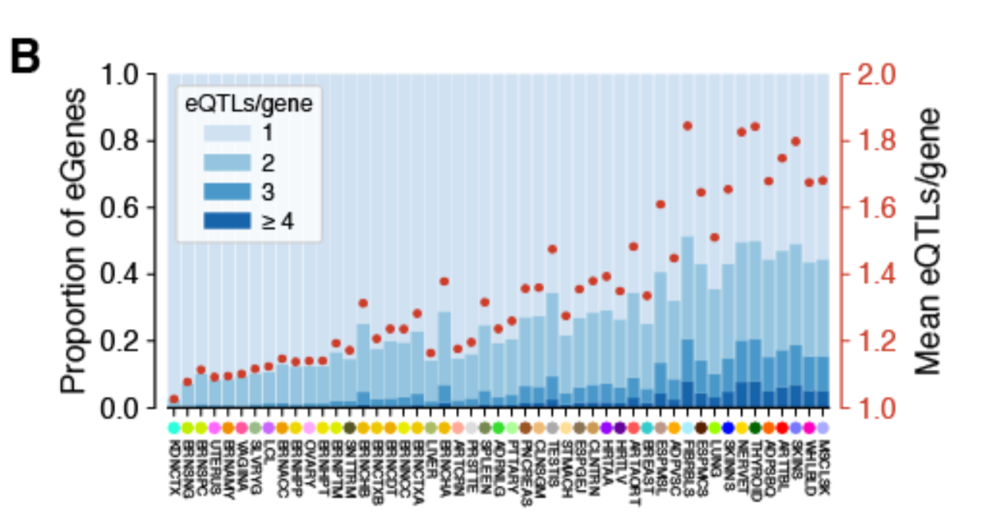 B
Proportion of eGenes
1.0
0.8
0.6
0.4
0.2
0.0
eQTLs/gene
1
2
3
≥ 4
2.0
1.8
1.6
1.4
1.2
1.0
Mean eQTLs/gene
KDNCTX
BRNSNG
BRNSPC
UTERUS
BRNAMY
VAGINA
SLVRYG
LCL
BRNACC
BRNHPP
OVARY
BRNHPT
BRNPTM
SNTTRM
BRNCHB
BRNCTXB
BRNCDT
BRNNCC
BRNCTXA
LIVER
BRNCHA
ARTCRN
PRSTTE
SPLEEN
ADRNLG
PTTARY
PNCREAS
CLNSGM
TESTIS
STMACH
ESPGEJ
CLNTRN
HRTAA
HRTLV
ARTAORT
BREAST
ESPMSL
ADPVSC
FIBRBLS
ESPMCS
LUNG
SKINNS
NERVET
THYROID
ADPSBQ
ARTTBL
SKINS
WHLBLD
MSCLSK